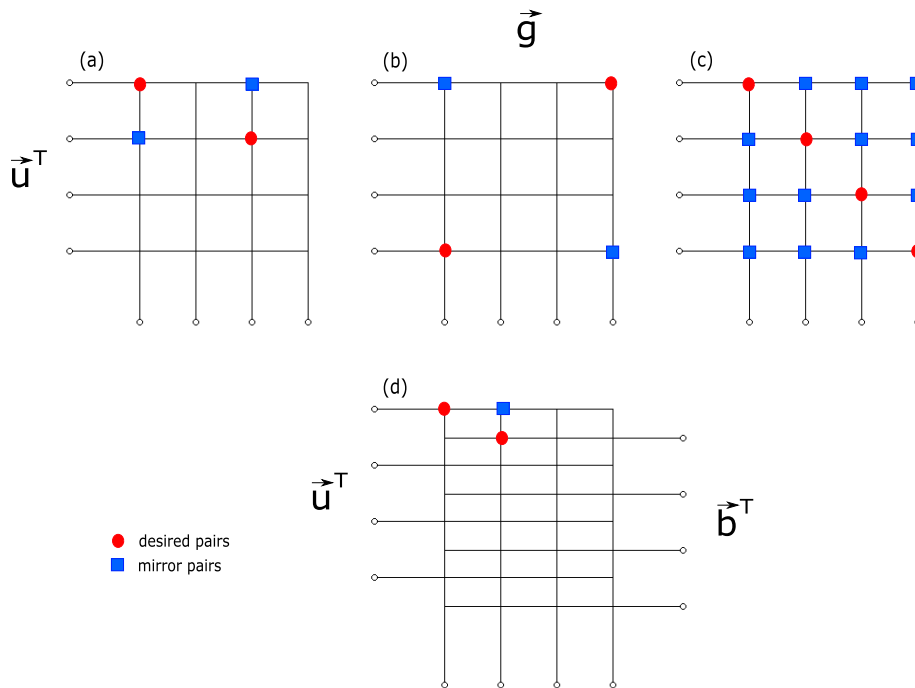 g
(a)
(b)
(c)
u T
(d)
u T
b T
desired pairs
mirror pairs